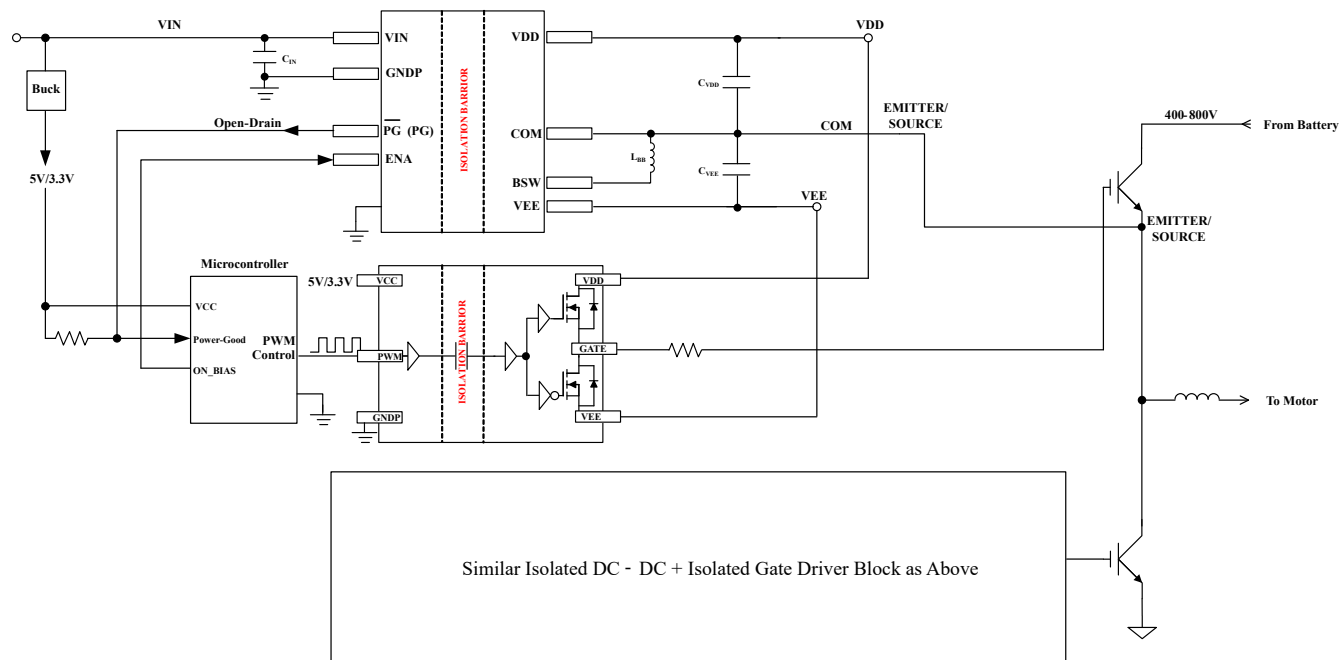 VIN
VIN
VDD
VDD
C_IN
GNDP
C_VDD
Buck
ISOLATION BARRIER
EMITTER/
SOURCE
400-800V
From Battery
Open-Drain
PG (PG)
COM
COM
ENA
L_BB
C_VEE
5V/3.3V
BSW
VEE
VEE
EMITTER/
SOURCE
Microcontroller
5V/3.3V
VCC
VDD
VCC
Power-Good
PWM
Control
ON_BIAS
PWM
ISOLATION BARRIER
GATE
GNDP
VEE
To Motor
Similar Isolated DC - DC + Isolated Gate Driver Block as Above